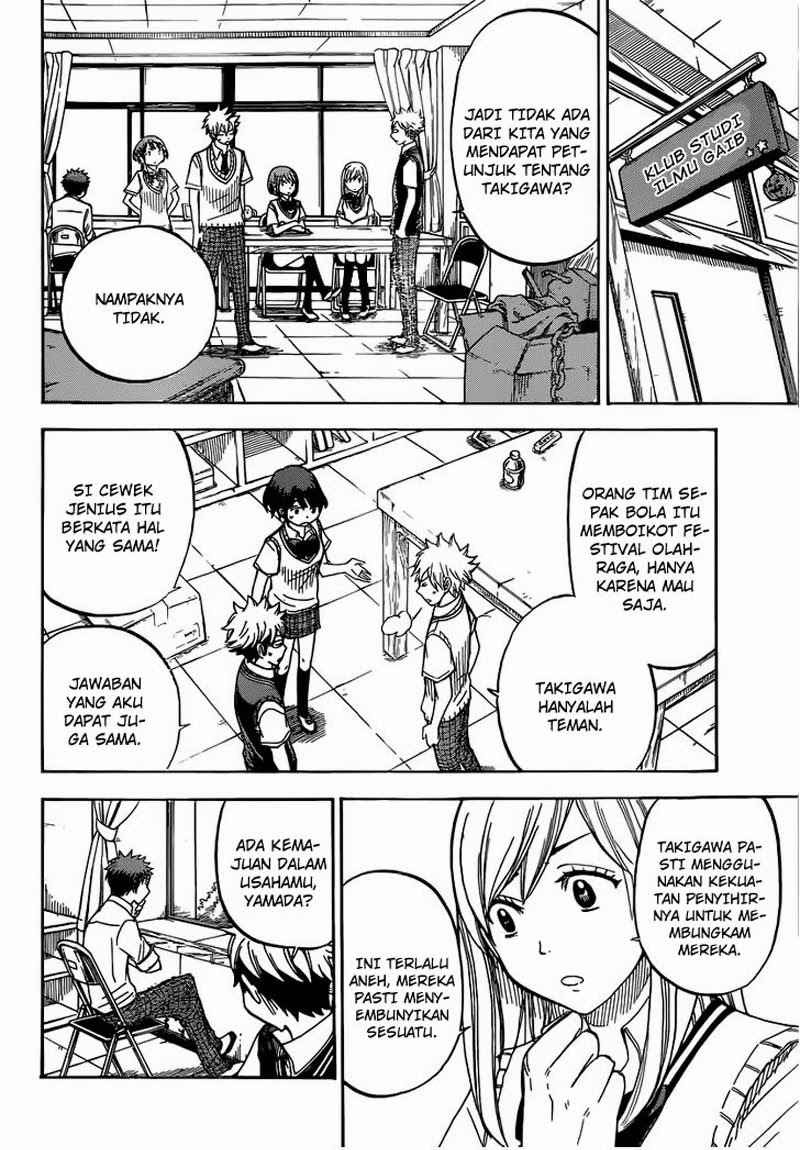 KLUB STUDI
ILMU GAIB
JADI TIDAK ADA
DARI KITA YANG
MENDAPAT PET-
UNJUK TENTANG
TAKIGAWA?
NAMPAKNYA
TIDAK.
ORANG TIM SE-
PAK BOLA ITU
MEMBOIKOT FE-
STIVAL OLAH-
RAGA, HANYA
KARENA MAU
SAJA.
TAKIGAWA
HANYALAH
TEMAN.
SI CEWEK
JENIUS ITU
BERKATA HAL
YANG SAMA!
JAWABAN
YANG AKU
DAPAT JU-
GA SAMA.
TAKIGAWA PA-
STI MENGGU-
NAKAN KEKUA-
TAN PENYIHIR-
NYA UNTUK ME-
MBUNGKAM
MEREKA.
INI TERLALU
ANEH, MEREKA
PASTI MENY-
EMBUNYIKAN
SESUATU.
ADA KEMA-
JUAN DALAM
USAHAMU,
YAMADA?